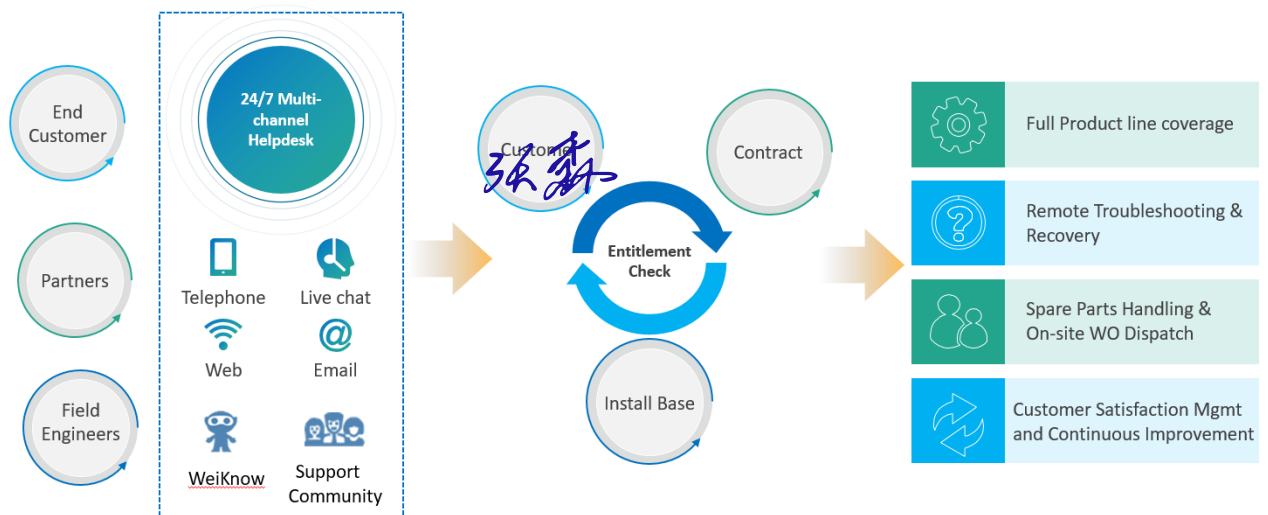 End
Customer
Partners
Field
Engineers
24/7 Multi-
channel
Helpdesk
Telephone
Live chat
Web
Email
WeiKnow
Support
Community
Customer
张森
Contract
Entitlement
Check
Install Base
Full Product line coverage
Remote Troubleshooting &
Recovery
Spare Parts Handling &
On-site WO Dispatch
Customer Satisfaction Mgmt
and Continuous Improvement